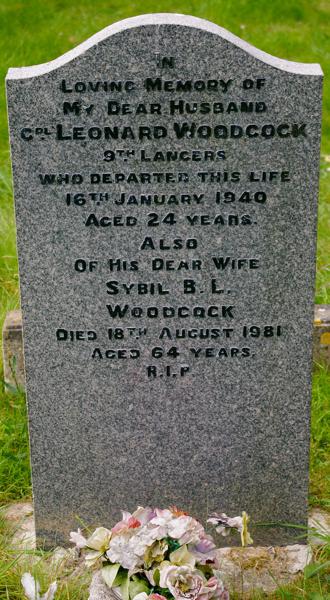 IN
LOVING MEMORY OF
MY DEAR HUSBAND
CPL LEONARD WOODCOCK
9TH LANCERS
WHO DEPARTED THIS LIFE
16TH JANUARY 1940
AGED 24 YEARS.
ALSO
OF HIS DEAR WIFE
SYBIL B. L.
WOODCOCK
DIED 18TH AUGUST 1981
AGED 64 YEARS.
R.I.P